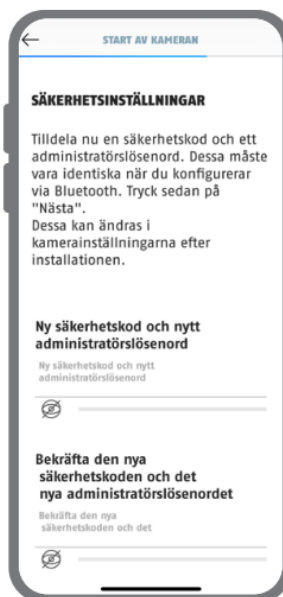 START AV KAMERAN
SÄKERHETSINSTÄLLNINGAR
Tilldela nu en säkerhetskod och ett
administratörslösenord. Dessa måste
vara identiska när du konfigurerar
via Bluetooth. Tryck sedan på
"Nästa".
Dessa kan ändras i
kamerainställningarna efter
installationen.
Ny säkerhetskod och nytt
administratörslösenord
Ny säkerhetskod och nytt
administratörslösenord
Bekräfta den nya
säkerhetskoden och det
nya administratörslösenordet
Bekräfta den nya
säkerhetskoden och det